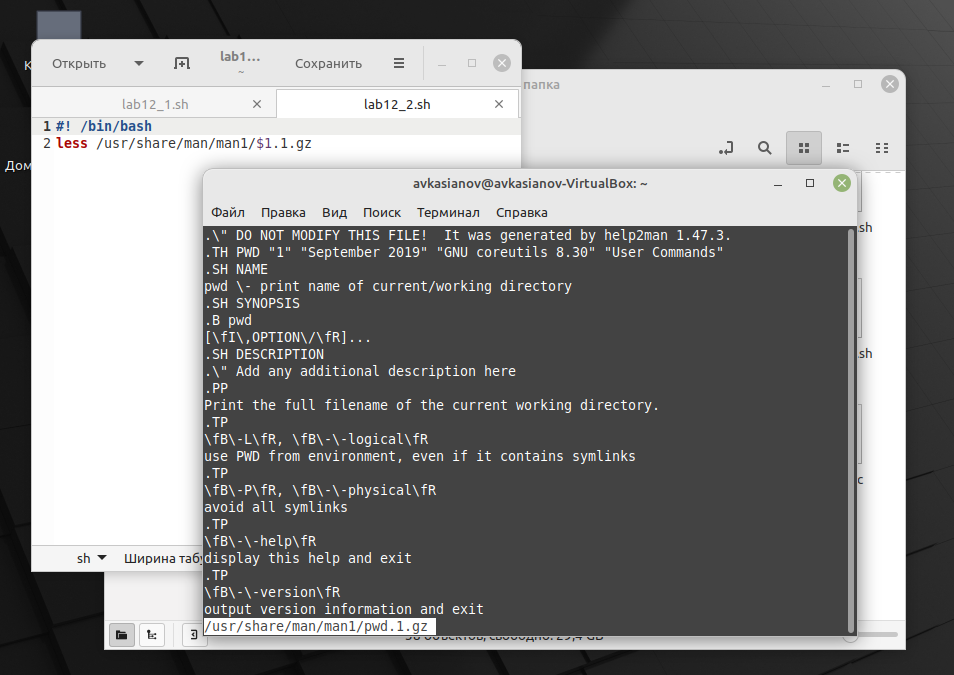 К
Дом
Открыть
lab1...
~
Сохранить
lab12_1.sh
lab12_2.sh
1 #! /bin/bash
2 less /usr/share/man/man1/$1.1.gz
sh
папка
.sh
.sh
c
avkasianov@avkasianov-VirtualBox: ~
Файл Правка Вид Поиск Терминал Справка
.\" DO NOT MODIFY THIS FILE!  It was generated by help2man 1.47.3.
.TH PWD "1" "September 2019" "GNU coreutils 8.30" "User Commands"
.SH NAME
pwd \- print name of current/working directory
.SH SYNOPSIS
.B pwd
[\fI\,OPTION\/\fR]...
.SH DESCRIPTION
.\" Add any additional description here
.PP
Print the full filename of the current working directory.
.TP
\fB\-L\fR, \fB\-\-logical\fR
use PWD from environment, even if it contains symlinks
.TP
\fB\-P\fR, \fB\-\-physical\fR
avoid all symlinks
.TP
\fB\-\-help\fR
display this help and exit
.TP
\fB\-\-version\fR
output version information and exit
/usr/share/man/man1/pwd.1.gz
Ширина таб